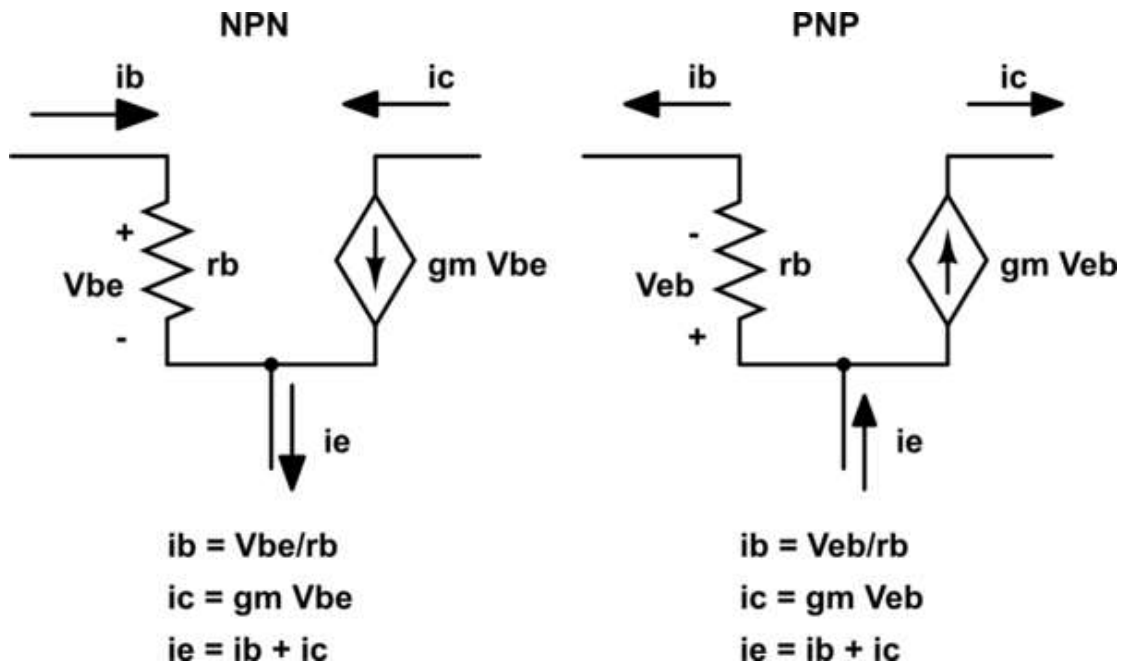 NPN
PNP
ib
ic
ib
ic
+
Vbe
-
rb
gm Vbe
-
Veb
+
rb
gm Veb
ie
ie
ib = Vbe/rb
ic = gm Vbe
ie = ib + ic
ib = Veb/rb
ic = gm Veb
ie = ib + ic